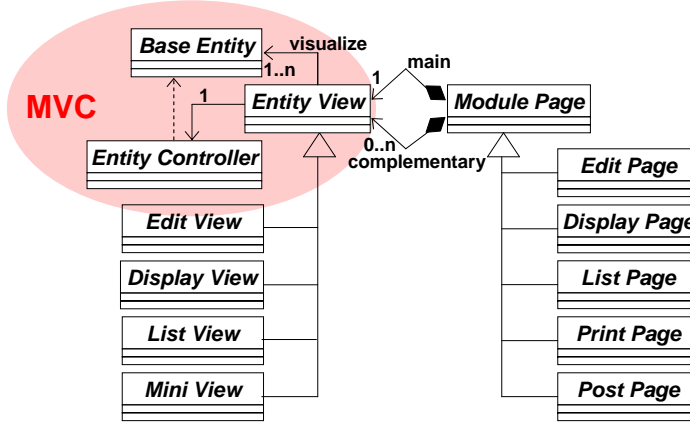 Base Entity
visualize
1..n
main
1
MVC
1
Entity View
Module Page
0..n
complementary
Entity Controller
Edit Page
Edit View
Display Page
Display View
List Page
List View
Print Page
Mini View
Post Page